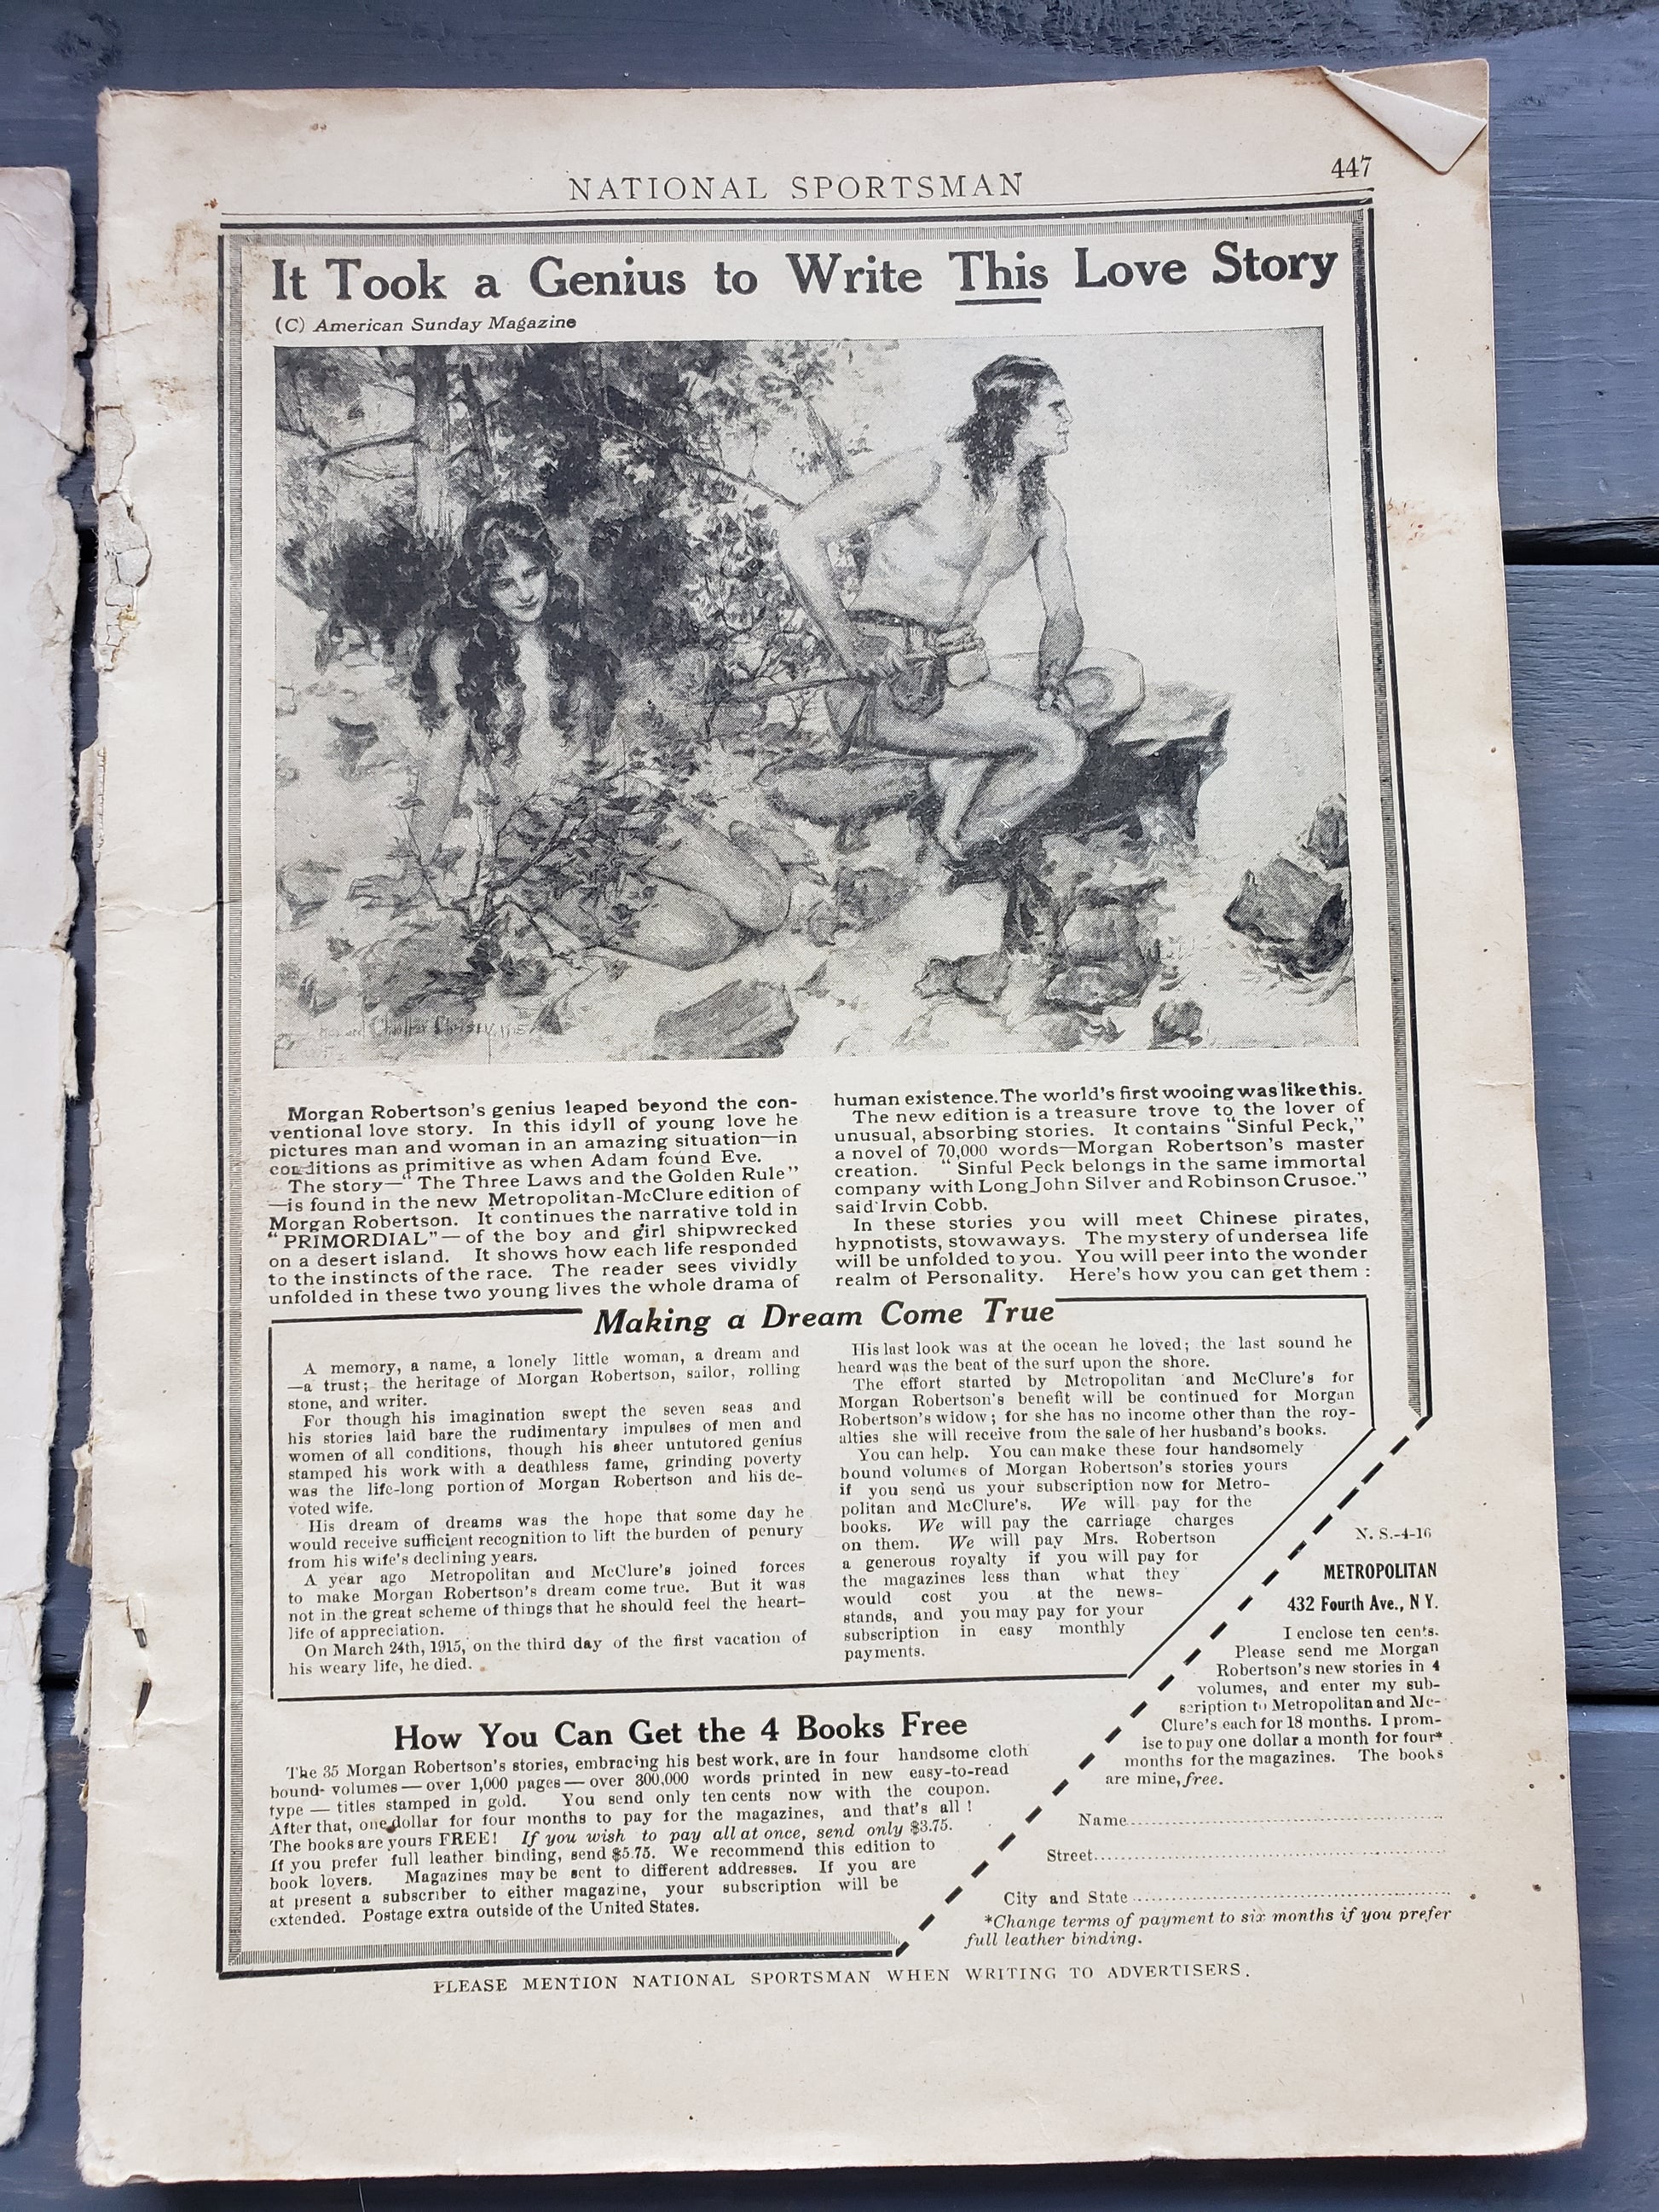 NATIONAL SPORTSMAN
447
It Took a Genius to Write This Love Story
(C) American Sunday Magazine
Howard Chandler Christy
Morgan Robertson's genius leaped beyond the con-
ventional love story. In this idyll of young love he
pictures man and woman in an amazing situation—in
conditions as primitive as when Adam found Eve.
The story—"The Three Laws and the Golden Rule"
—is found in the new Metropolitan-McClure edition of
Morgan Robertson. It continues the narrative told in
"PRIMORDIAL"—of the boy and girl shipwrecked
on a desert island. It shows how each life responded
to the instincts of the race. The reader sees vividly
unfolded in these two young lives the whole drama of
human existence. The world's first wooing was like this.
The new edition is a treasure trove to the lover of
unusual, absorbing stories. It contains "Sinful Peck,"
a novel of 70,000 words—Morgan Robertson's master
creation. "Sinful Peck belongs in the same immortal
company with Long John Silver and Robinson Crusoe."
said Irvin Cobb.
In these stories you will meet Chinese pirates,
hypnotists, stowaways. The mystery of undersea life
will be unfolded to you. You will peer into the wonder
realm of Personality. Here's how you can get them:
Making a Dream Come True
A memory, a name, a lonely little woman, a dream and
—a trust; the heritage of Morgan Robertson, sailor, rolling
stone, and writer.
For though his imagination swept the seven seas and
his stories laid bare the rudimentary impulses of men and
women of all conditions, though his sheer untutored genius
stamped his work with a deathless fame, grinding poverty
was the life-long portion of Morgan Robertson and his de-
voted wife.
His dream of dreams was the hope that some day he
would receive sufficient recognition to lift the burden of penury
from his wife's declining years.
A year ago Metropolitan and McClure's joined forces
to make Morgan Robertson's dream come true. But it was
not in the great scheme of things that he should feel the heart-
life of appreciation.
On March 24th, 1915, on the third day of the first vacation of
his weary life, he died.
His last look was at the ocean he loved; the last sound he
heard was the beat of the surf upon the shore.
The effort started by Metropolitan and McClure's for
Morgan Robertson's benefit will be continued for Morgan
Robertson's widow; for she has no income other than the roy-
alties she will receive from the sale of her husband's books.
You can help. You can make these four handsomely
bound volumes of Morgan Robertson's stories yours
if you send us your subscription now for Metro-
politan and McClure's. We will pay for the
books. We will pay the carriage charges
on them. We will pay Mrs. Robertson
a generous royalty if you will pay for
the magazines less than what they
would cost you at the news-
stands, and you may pay for your
subscription in easy monthly
payments.
How You Can Get the 4 Books Free
The 35 Morgan Robertson's stories, embracing his best work, are in four handsome cloth
bound- volumes — over 1,000 pages — over 300,000 words printed in new easy-to-read
type — titles stamped in gold. You send only ten cents now with the coupon.
After that, one dollar for four months to pay for the magazines, and that's all!
The books are yours FREE! If you wish to pay all at once, send only $3.75.
If you prefer full leather binding, send $5.75. We recommend this edition to
book lovers. Magazines may be sent to different addresses. If you are
at present a subscriber to either magazine, your subscription will be
extended. Postage extra outside of the United States.
N. S.-4-16
METROPOLITAN
432 Fourth Ave., N Y.
I enclose ten cents.
Please send me Morgan
Robertson's new stories in 4
volumes, and enter my sub-
scription to Metropolitan and Mc-
Clure's each for 18 months. I prom-
ise to pay one dollar a month for four*
months for the magazines. The books
are mine, free.
Name
Street
City and State
*Change terms of payment to six months if you prefer
full leather binding.
PLEASE MENTION NATIONAL SPORTSMAN WHEN WRITING TO ADVERTISERS.